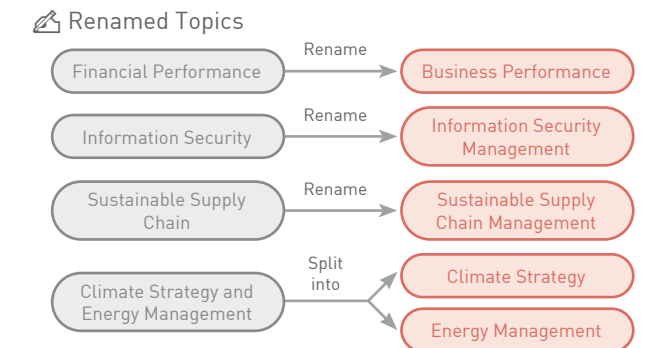 Renamed Topics
Rename
Financial Performance
Business Performance
Rename
Information Security
Information Security
Management
Rename
Sustainable Supply
Chain
Sustainable Supply
Chain Management
Split
into
Climate Strategy and
Energy Management
Climate Strategy
Energy Management